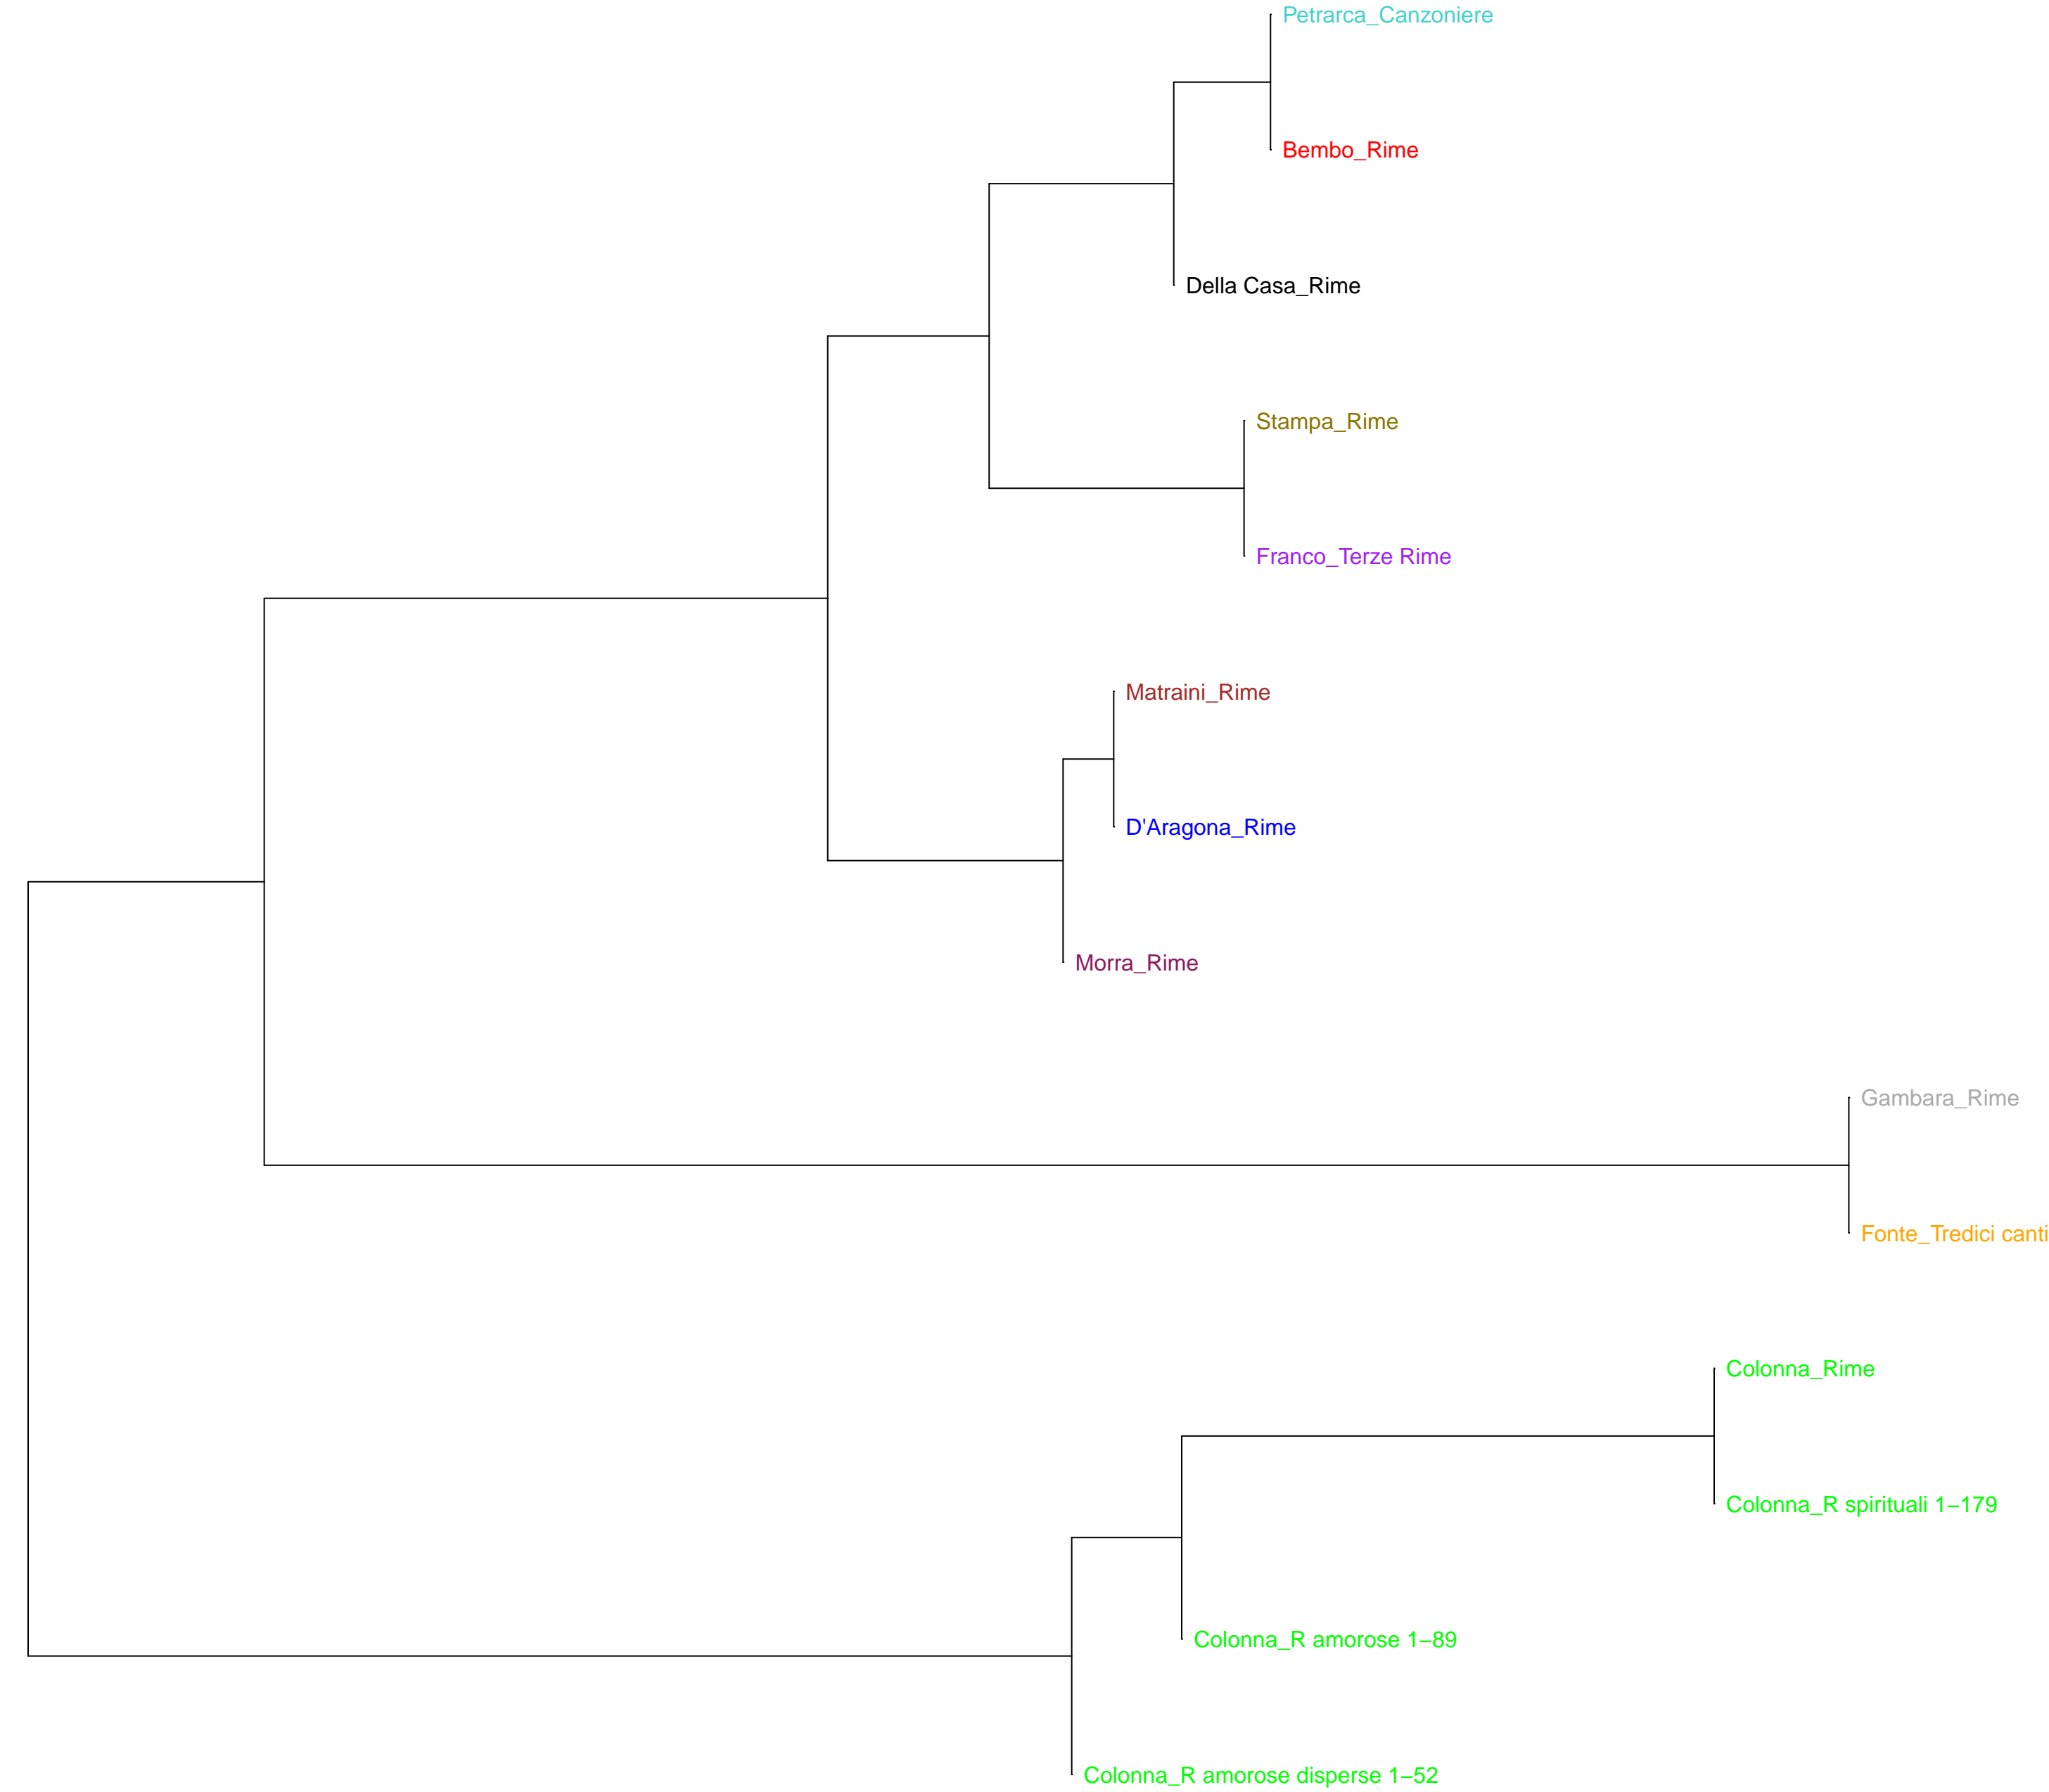 Petrarca_Canzoniere
Bembo_Rime
Della Casa_Rime
Stampa_Rime
Franco_Terze Rime
Matraini_Rime
D'Aragona_Rime
Morra_Rime
Gambara_Rime
Fonte_Tredici canti
Colonna_Rime
Colonna_R spirituali 1−179
Colonna_R amorose 1−89
Colonna_R amorose disperse 1−52